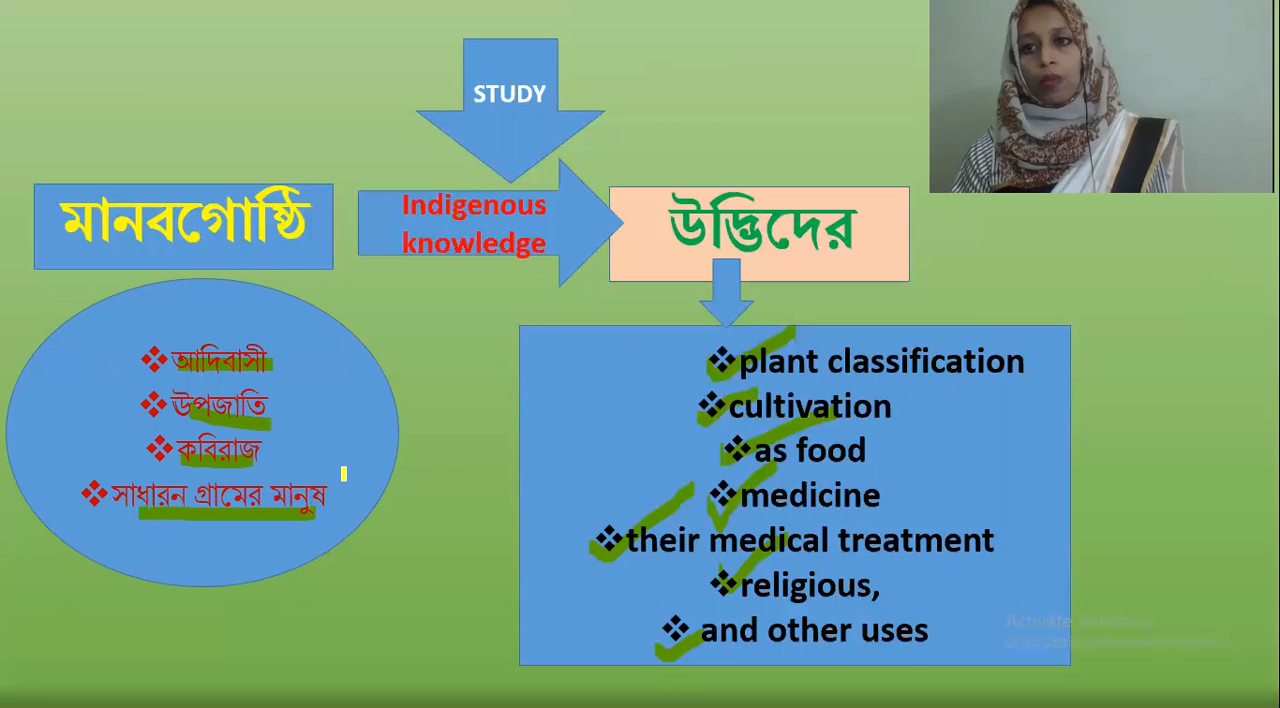 STUDY
মানবগোষ্ঠি
Indigenous
knowledge
উদ্ভিদের
❖আদিবাসী
❖উপজাতি
❖কবিরাজ
❖সাধারন গ্রামের মানুষ
❖plant classification
❖cultivation
❖as food
❖medicine
❖their medical treatment
❖religious,
❖ and other uses